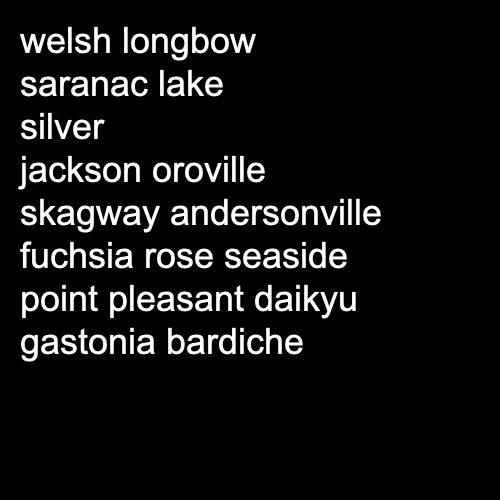 welsh longbow
saranac lake
silver
jackson oroville
skagway andersonville
fuchsia rose seaside
point pleasant daikyu
gastonia bardiche